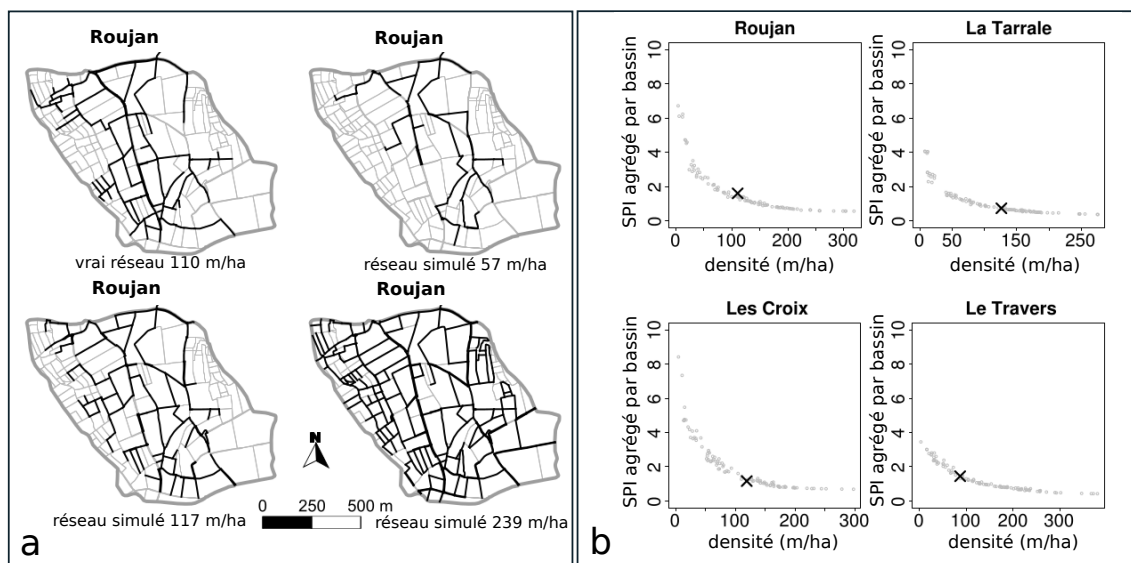 Roujan
Roujan
vrai réseau 110 m/ha
réseau simulé 57 m/ha
Roujan
Roujan
N
0 250 500 m
réseau simulé 117 m/ha
réseau simulé 239 m/ha
a
Roujan
SPI agrégé par bassin
10
8
6
4
2
0
0 50 100 200 300
densité (m/ha)
La Tarrale
SPI agrégé par bassin
10
8
6
4
2
0
0 50 150 250
densité (m/ha)
Les Croix
SPI agrégé par bassin
10
8
6
4
2
0
0 50 100 200 300
densité (m/ha)
Le Travers
SPI agrégé par bassin
10
8
6
4
2
0
0 100 200 300
densité (m/ha)
b